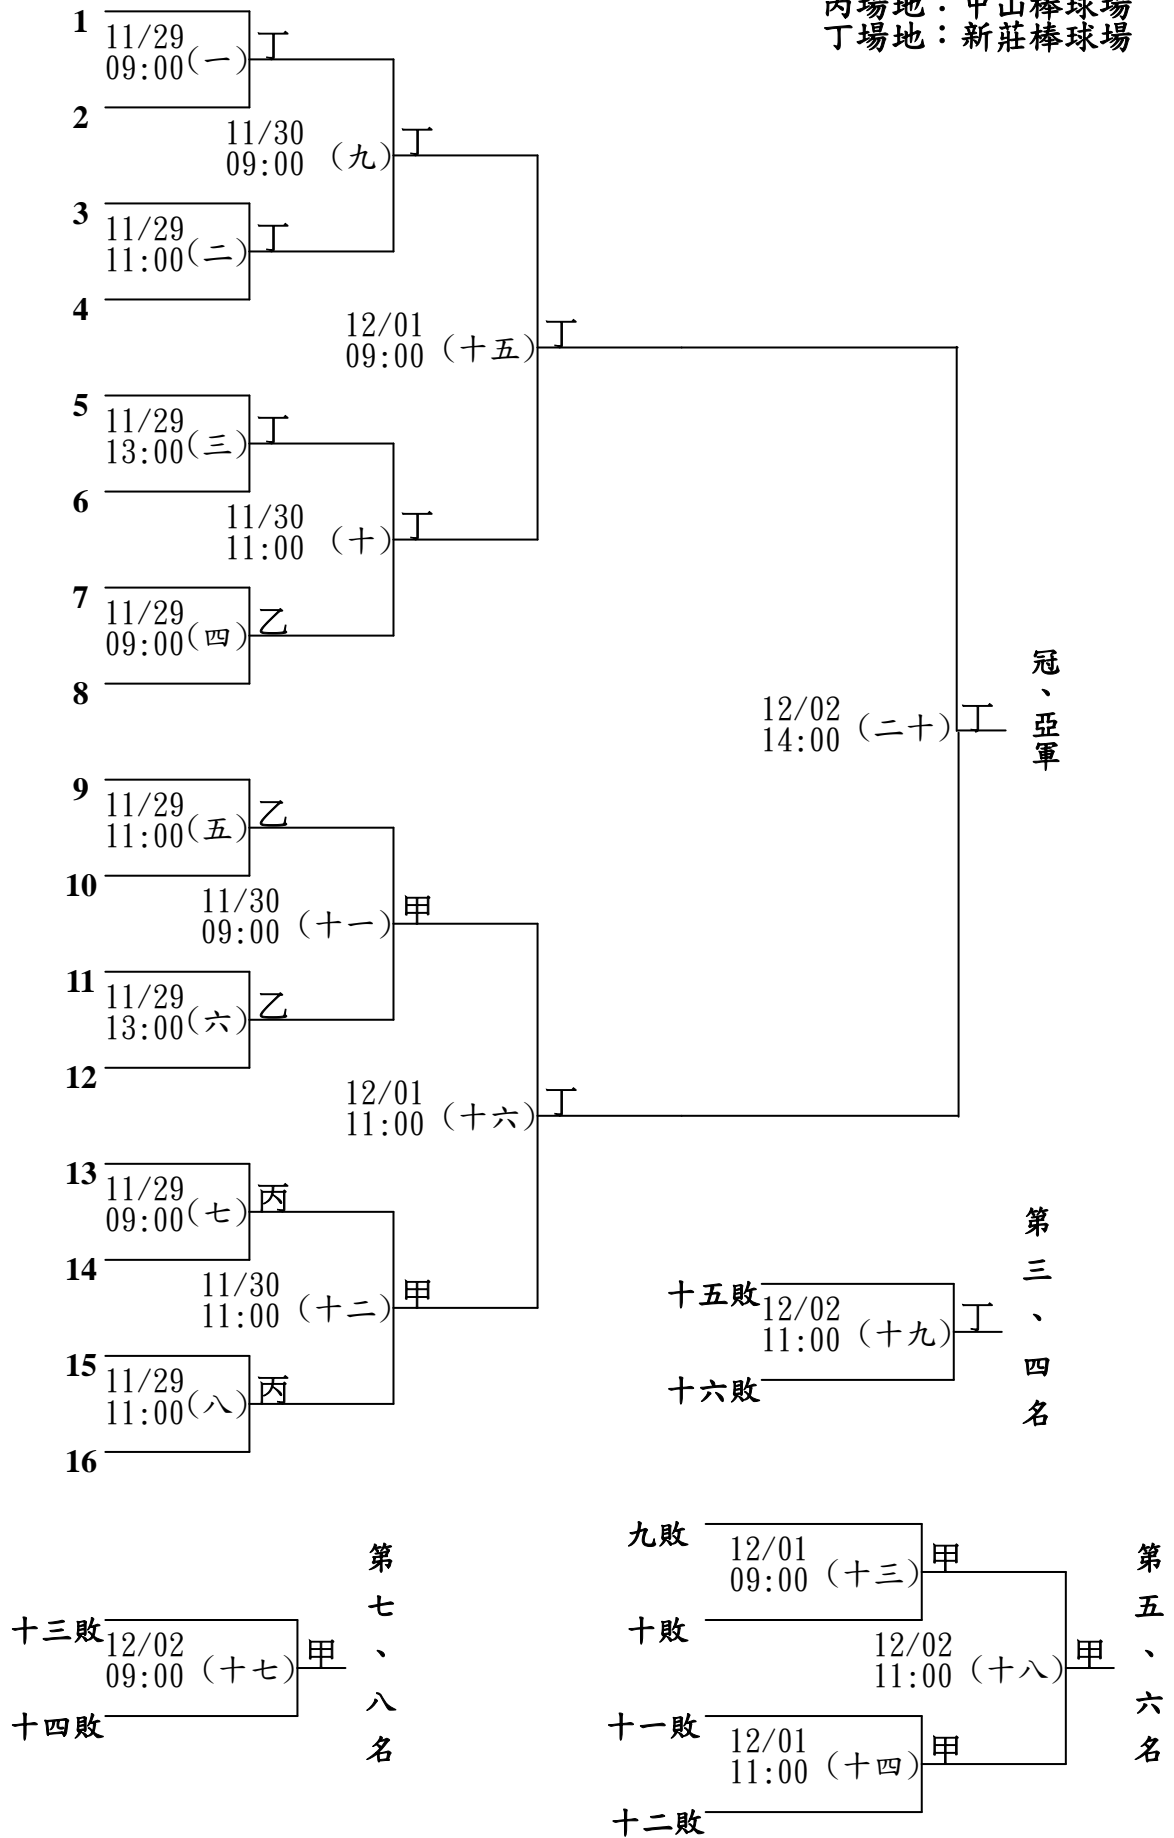 丙場地：中山棒球場
丁場地：新莊棒球場
1
11/29
09:00(一)
丁
2
11/30
09:00 (九)
丁
3
11/29
11:00(二)
丁
4
12/01
09:00 (十五)
丁
5
11/29
13:00(三)
丁
6
11/30
11:00 (十)
丁
7
11/29
09:00(四)
乙
8
12/02
14:00 (二十)
丁
冠、亞軍
9
11/29
11:00(五)
乙
10
11/30
09:00 (十一)
甲
11
11/29
13:00(六)
乙
12
12/01
11:00 (十六)
丁
13
11/29
09:00(七)
丙
14
11/30
11:00 (十二)
甲
15
11/29
11:00(八)
丙
16
十五敗
12/02
11:00 (十九)
丁
十六敗
第三、四名
十三敗
12/02
09:00 (十七)
甲
十四敗
第七、八名
九敗
12/01
09:00 (十三)
甲
十敗
12/02
11:00 (十八)
甲
十一敗
12/01
11:00 (十四)
甲
十二敗
第五、六名